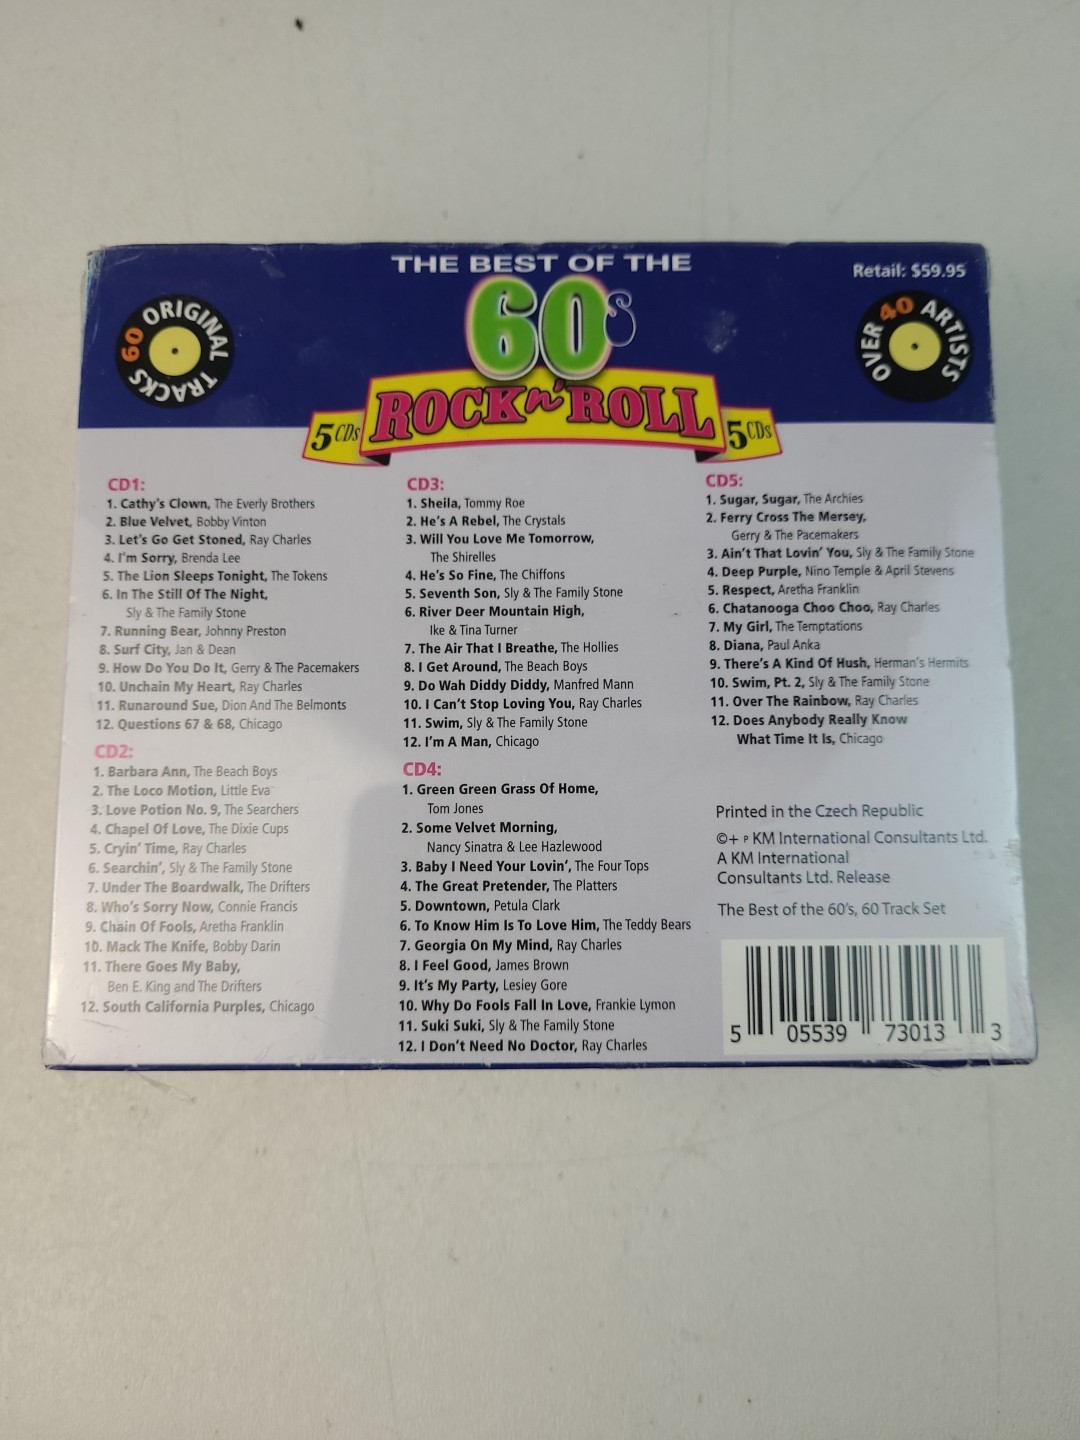 THE BEST OF THE
60s
ROCK n' ROLL
5 CDs
5 CDs
60 ORIGINAL TRACKS
Retail: $59.95
OVER 40 ARTISTS
CD1:
1. Cathy's Clown, The Everly Brothers
2. Blue Velvet, Bobby Vinton
3. Let's Go Get Stoned, Ray Charles
4. I'm Sorry, Brenda Lee
5. The Lion Sleeps Tonight, The Tokens
6. In The Still Of The Night,
Sly & The Family Stone
7. Running Bear, Johnny Preston
8. Surf City, Jan & Dean
9. How Do You Do It, Gerry & The Pacemakers
10. Unchain My Heart, Ray Charles
11. Runaround Sue, Dion And The Belmonts
12. Questions 67 & 68, Chicago
CD2:
1. Barbara Ann, The Beach Boys
2. The Loco Motion, Little Eva
3. Love Potion No. 9, The Searchers
4. Chapel Of Love, The Dixie Cups
5. Cryin' Time, Ray Charles
6. Searchin', Sly & The Family Stone
7. Under The Boardwalk, The Drifters
8. Who's Sorry Now, Connie Francis
9. Chain Of Fools, Aretha Franklin
10. Mack The Knife, Bobby Darin
11. There Goes My Baby,
Ben E. King and The Drifters
12. South California Purples, Chicago
CD3:
1. Sheila, Tommy Roe
2. He's A Rebel, The Crystals
3. Will You Love Me Tomorrow,
The Shirelles
4. He's So Fine, The Chiffons
5. Seventh Son, Sly & The Family Stone
6. River Deer Mountain High,
Ike & Tina Turner
7. The Air That I Breathe, The Hollies
8. I Get Around, The Beach Boys
9. Do Wah Diddy Diddy, Manfred Mann
10. I Can't Stop Loving You, Ray Charles
11. Swim, Sly & The Family Stone
12. I'm A Man, Chicago
CD4:
1. Green Green Grass Of Home,
Tom Jones
2. Some Velvet Morning,
Nancy Sinatra & Lee Hazlewood
3. Baby I Need Your Lovin', The Four Tops
4. The Great Pretender, The Platters
5. Downtown, Petula Clark
6. To Know Him Is To Love Him, The Teddy Bears
7. Georgia On My Mind, Ray Charles
8. I Feel Good, James Brown
9. It's My Party, Lesiey Gore
10. Why Do Fools Fall In Love, Frankie Lymon
11. Suki Suki, Sly & The Family Stone
12. I Don't Need No Doctor, Ray Charles
CD5:
1. Sugar, Sugar, The Archies
2. Ferry Cross The Mersey,
Gerry & The Pacemakers
3. Ain't That Lovin' You, Sly & The Family Stone
4. Deep Purple, Nino Temple & April Stevens
5. Respect, Aretha Franklin
6. Chatanooga Choo Choo, Ray Charles
7. My Girl, The Temptations
8. Diana, Paul Anka
9. There's A Kind Of Hush, Herman's Hermits
10. Swim, Pt. 2, Sly & The Family Stone
11. Over The Rainbow, Ray Charles
12. Does Anybody Really Know
What Time It Is, Chicago
Printed in the Czech Republic
©+ P KM International Consultants Ltd.
A KM International
Consultants Ltd. Release
The Best of the 60's, 60 Track Set
5 05539 73013 3